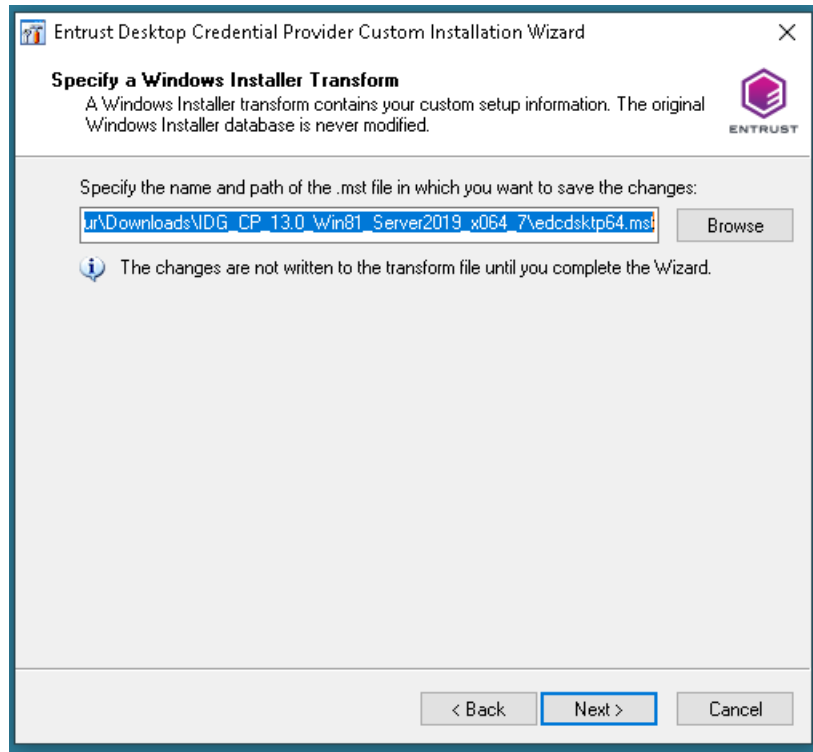 Entrust Desktop Credential Provider Custom Installation Wizard
Specify a Windows Installer Transform
A Windows Installer transform contains your custom setup information. The original
Windows Installer database is never modified.
ENTRUST
Specify the name and path of the .mst file in which you want to save the changes:
ur\Downloads\IDG_CP_13.0_Win81_Server2019_x064_7\edcdsktp64.mst
Browse
The changes are not written to the transform file until you complete the Wizard.
< Back
Next >
Cancel